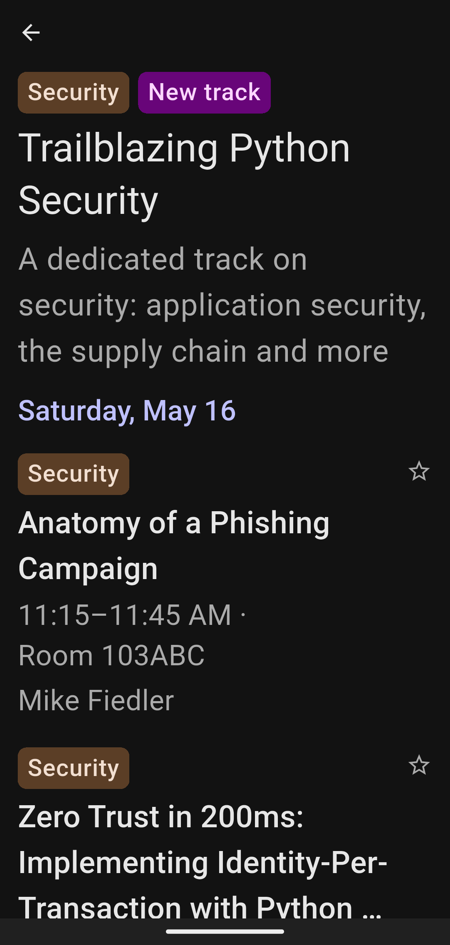 Security New track
Trailblazing Python
Security
A dedicated track on
security: application security,
the supply chain and more
Saturday, May 16
Security
Anatomy of a Phishing
Campaign
11:15–11:45 AM ·
Room 103ABC
Mike Fiedler
Security
Zero Trust in 200ms:
Implementing Identity-Per-
Transaction with Python ...